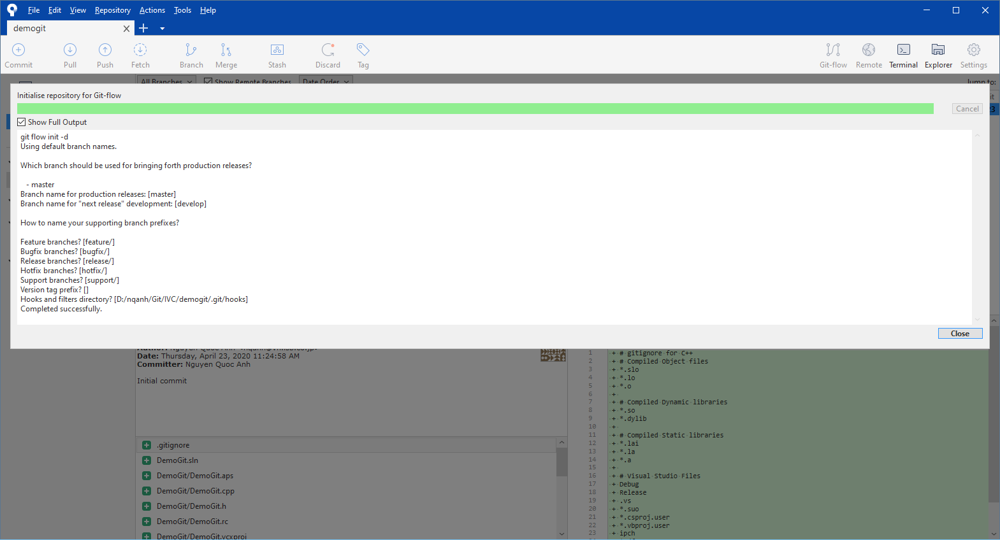 File Edit View Repository Actions Tools Help
demogit
Commit Pull Push Fetch Branch Merge Stash Discard Tag Git-flow Remote Terminal Explorer Settings
All Branches Show Remote Branches Date Order Jump to:
Initialise repository for Git-flow
Cancel
Show Full Output
git flow init -d
Using default branch names.
Which branch should be used for bringing forth production releases?
- master
Branch name for production releases: [master]
Branch name for "next release" development: [develop]
How to name your supporting branch prefixes?
Feature branches? [feature/]
Bugfix branches? [bugfix/]
Release branches? [release/]
Hotfix branches? [hotfix/]
Support branches? [support/]
Version tag prefix? []
Hooks and filters directory? [D:/nqanh/Git/IVC/demogit/.git/hooks]
Completed successfully.
Close
Date: Thursday, April 23, 2020 11:24:58 AM
Committer: Nguyen Quoc Anh
Initial commit
.gitignore
DemoGit.sln
DemoGit/DemoGit.aps
DemoGit/DemoGit.cpp
DemoGit/DemoGit.h
DemoGit/DemoGit.rc
DemoGit/DemoGit.vcxproj
1 + # gitignore for C++
2 + # Compiled Object files
3 + *.slo
4 + *.lo
5 + *.o
6 +
7 + # Compiled Dynamic libraries
8 + *.so
9 + *.dylib
10 +
11 + # Compiled Static libraries
12 + *.lai
13 + *.la
14 + *.a
15 +
16 + # Visual Studio Files
17 + Debug
18 + Release
19 + .vs
20 + *.suo
21 + *.csproj.user
22 + *.vbproj.user
23 + ipch